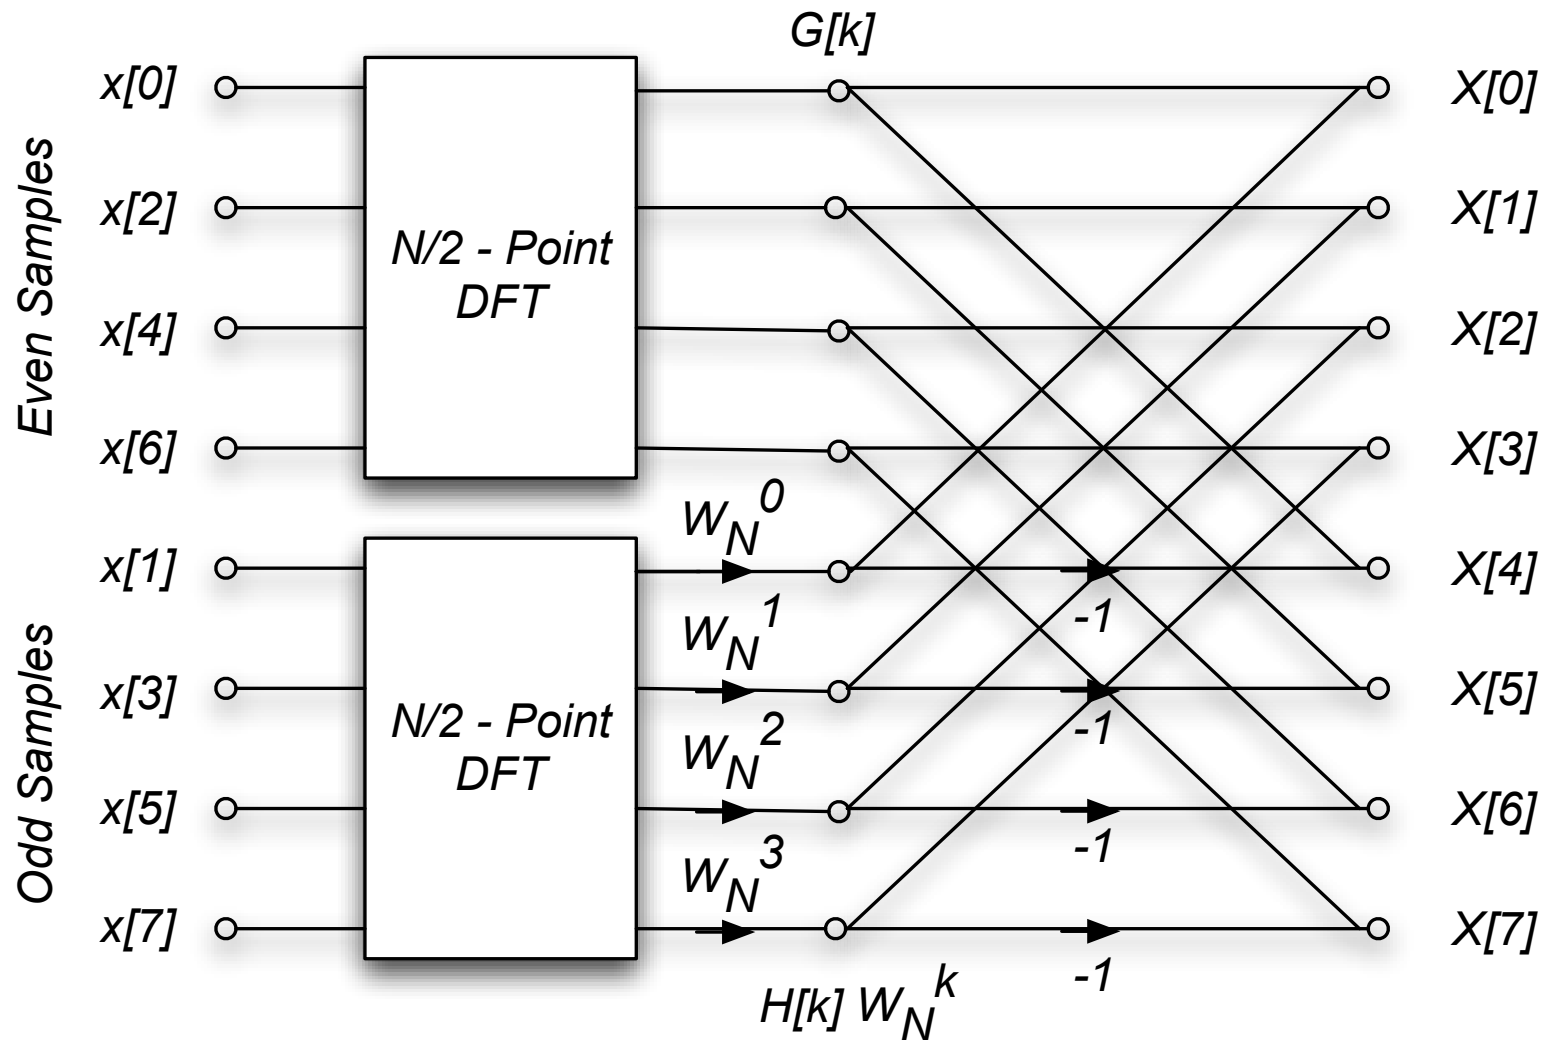 G[k]
x[0]
X[0]
x[2]
X[1]
Even Samples
N/2 - Point
DFT
x[4]
X[2]
x[6]
X[3]
W_N^0
x[1]
X[4]
-1
W_N^1
x[3]
X[5]
-1
Odd Samples
N/2 - Point
DFT
W_N^2
x[5]
X[6]
-1
W_N^3
x[7]
X[7]
-1
H[k] W_N^k